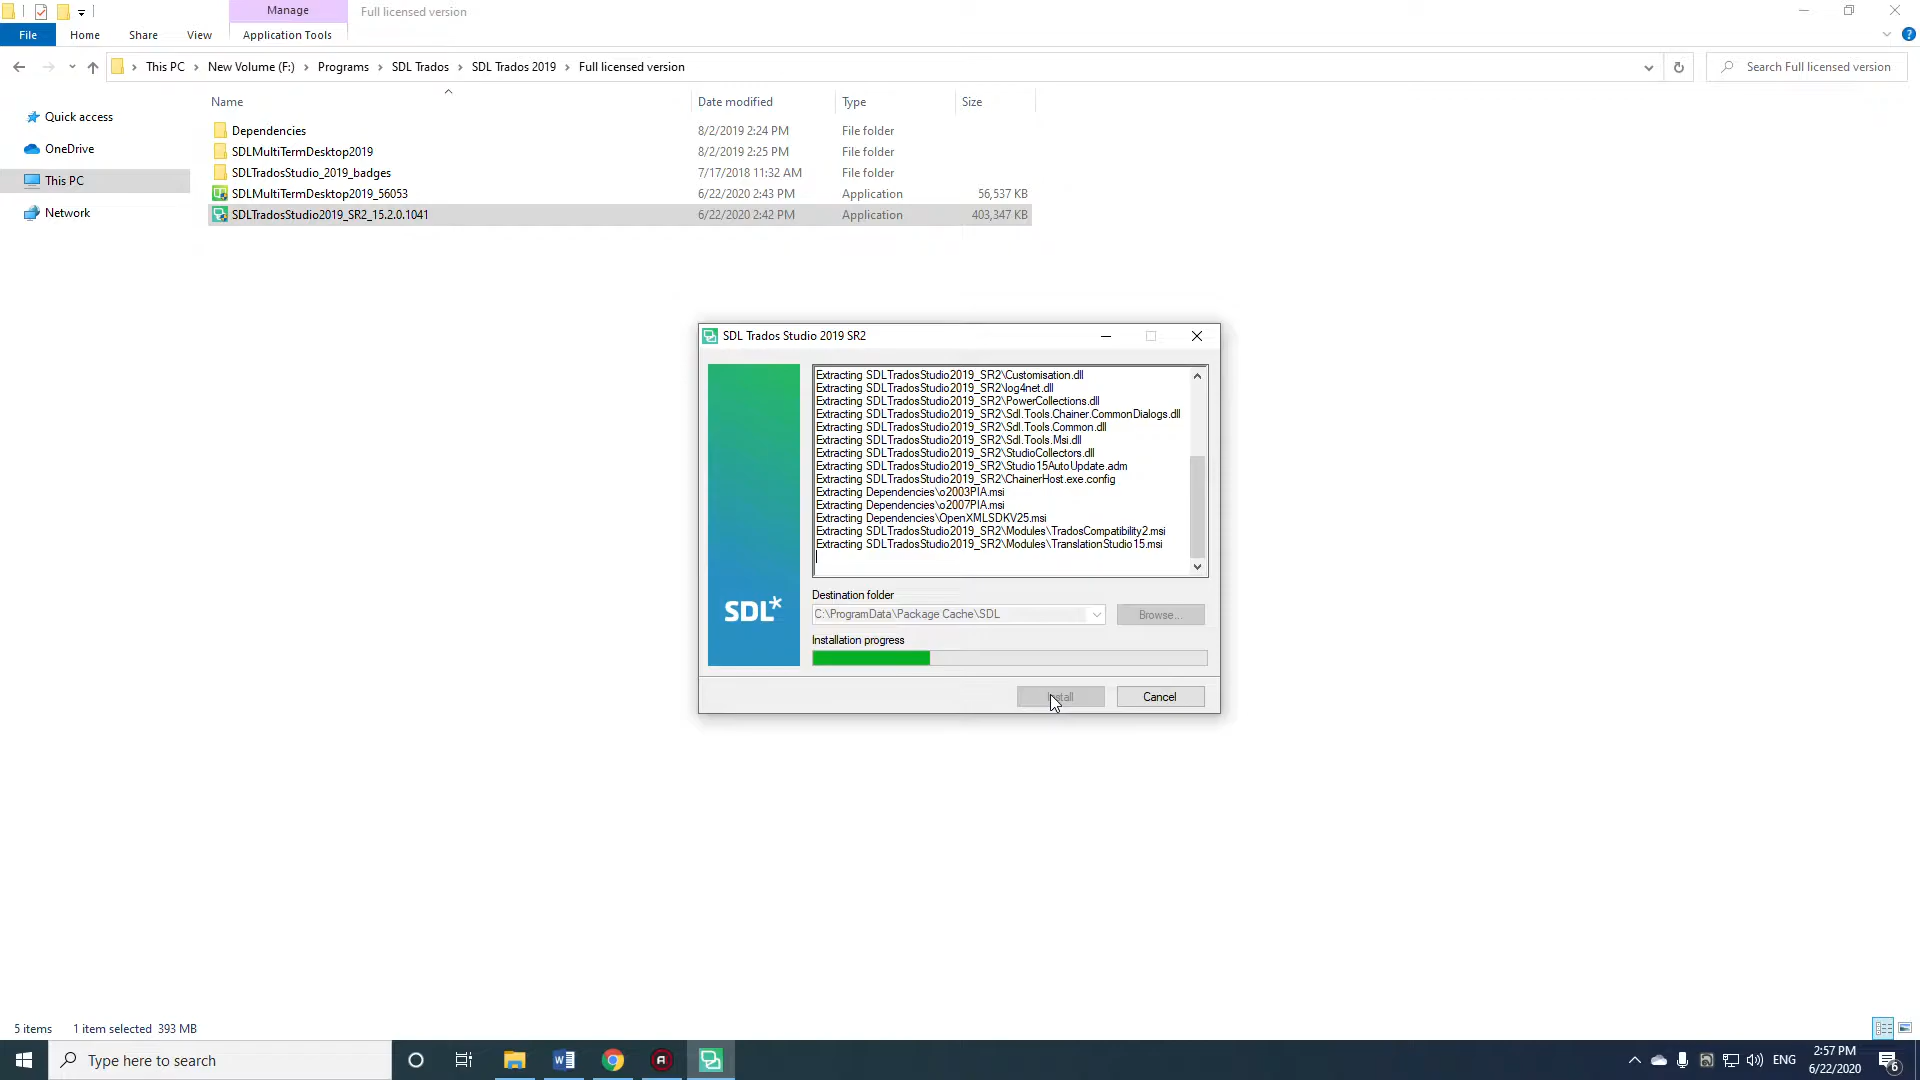 Manage
Full licensed version
File
Home
Share
View
Application Tools
This PC
New Volume (F:)
Programs
SDL Trados
SDL Trados 2019
Full licensed version
Search Full licensed version
Name
Date modified
Type
Size
Quick access
OneDrive
This PC
Network
Dependencies 8/2/2019 2:24 PM File folder
SDLMultiTermDesktop2019 8/2/2019 2:25 PM File folder
SDLTradosStudio_2019_badges 7/17/2018 11:32 AM File folder
SDLMultiTermDesktop2019_56053 6/22/2020 2:43 PM Application 56,537 KB
SDLTradosStudio2019_SR2_15.2.0.1041 6/22/2020 2:42 PM Application 403,347 KB
SDL Trados Studio 2019 SR2
Extracting SDLTradosStudio2019_SR2\Customisation.dll
Extracting SDLTradosStudio2019_SR2\log4net.dll
Extracting SDLTradosStudio2019_SR2\PowerCollections.dll
Extracting SDLTradosStudio2019_SR2\Sdl.Tools.Chainer.CommonDialogs.dll
Extracting SDLTradosStudio2019_SR2\Sdl.Tools.Common.dll
Extracting SDLTradosStudio2019_SR2\Sdl.Tools.Msi.dll
Extracting SDLTradosStudio2019_SR2\StudioCollectors.dll
Extracting SDLTradosStudio2019_SR2\Studio15AutoUpdate.adm
Extracting SDLTradosStudio2019_SR2\ChainerHost.exe.config
Extracting Dependencies\o2003PIA.msi
Extracting Dependencies\o2007PIA.msi
Extracting Dependencies\OpenXMLSDKV25.msi
Extracting SDLTradosStudio2019_SR2\Modules\TradosCompatibility2.msi
Extracting SDLTradosStudio2019_SR2\Modules\TranslationStudio15.msi
SDL*
Destination folder
C:\ProgramData\Package Cache\SDL
Browse...
Installation progress
Install
Cancel
5 items
1 item selected 393 MB
Type here to search
ENG
2:57 PM
6/22/2020
6